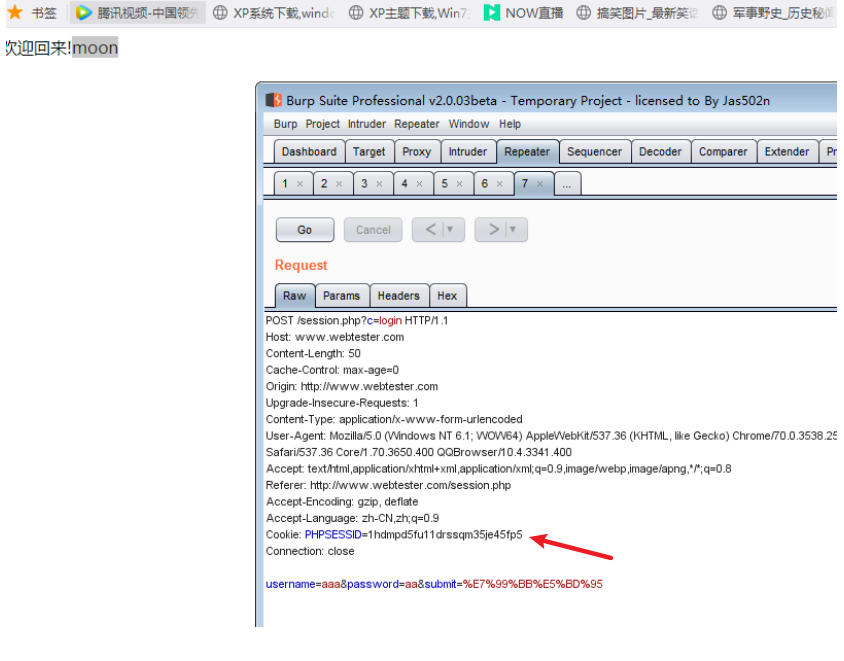 书签 腾讯视频-中国领先 XP系统下载,windo XP主题下载,Win7: NOW直播 搞笑图片_最新笑话 军事野史_历史秘闻
欢迎回来!moon
Burp Suite Professional v2.0.03beta - Temporary Project - licensed to By Jas502n
Burp Project Intruder Repeater Window Help
Dashboard Target Proxy Intruder Repeater Sequencer Decoder Comparer Extender Pr
1 × 2 × 3 × 4 × 5 × 6 × 7 × ...
Go Cancel < ▼ > ▼
Request
Raw Params Headers Hex
POST /session.php?c=login HTTP/1.1
Host: www.webtester.com
Content-Length: 50
Cache-Control: max-age=0
Origin: http://www.webtester.com
Upgrade-Insecure-Requests: 1
Content-Type: application/x-www-form-urlencoded
User-Agent: Mozilla/5.0 (Windows NT 6.1; WOW64) AppleWebKit/537.36 (KHTML, like Gecko) Chrome/70.0.3538.25
Safari/537.36 Core/1.70.3650.400 QQBrowser/10.4.3341.400
Accept: text/html,application/xhtml+xml,application/xml;q=0.9,image/webp,image/apng,*/*;q=0.8
Referer: http://www.webtester.com/session.php
Accept-Encoding: gzip, deflate
Accept-Language: zh-CN,zh;q=0.9
Cookie: PHPSESSID=1hdmpd5fu11drssqm35je45fp5
Connection: close
username=aaa&password=aa&submit=%E7%99%BB%E5%BD%95